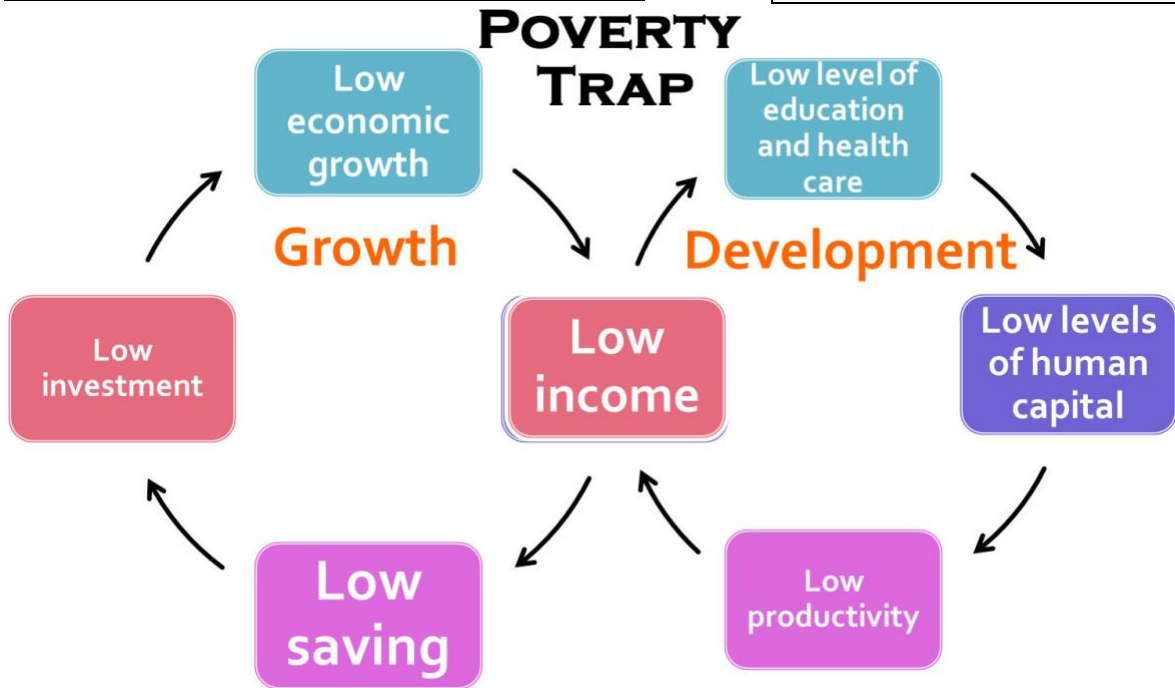 POVERTY
TRAP
Low
economic
growth
Low level of
education
and health
care
Growth
Development
Low
investment
Low
income
Low levels
of human
capital
Low
saving
Low
productivity